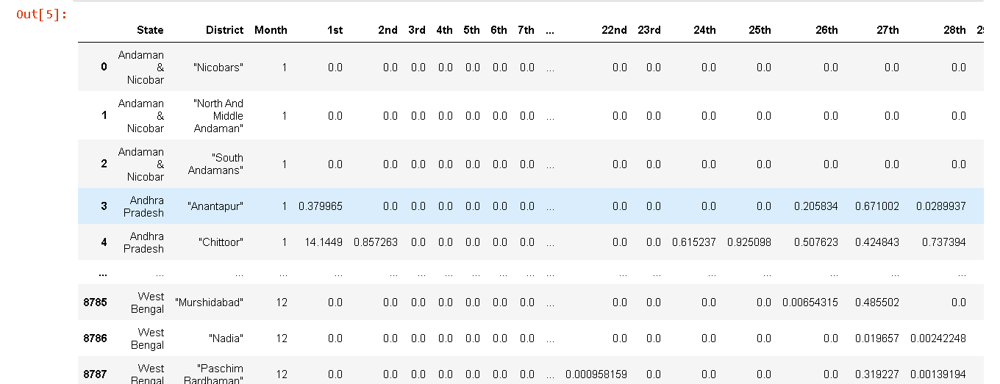 Out[5]:
State District Month 1st 2nd 3rd 4th 5th 6th 7th ... 22nd 23rd 24th 25th 26th 27th 28th
Andaman
& "Nicobars"
0 1 0.0 0.0 0.0 0.0 0.0 0.0 0.0 ... 0.0 0.0 0.0 0.0 0.0 0.0 0.0
Nicobar
Andaman "North And
1 & Middle 1 0.0 0.0 0.0 0.0 0.0 0.0 0.0 ... 0.0 0.0 0.0 0.0 0.0 0.0 0.0
Nicobar Andaman"
Andaman "South
2 & Andamans" 1 0.0 0.0 0.0 0.0 0.0 0.0 0.0 ... 0.0 0.0 0.0 0.0 0.0 0.0 0.0
Nicobar
Andhra
3 Pradesh "Anantapur" 1 0.379965 0.0 0.0 0.0 0.0 0.0 0.0 ... 0.0 0.0 0.0 0.0 0.205834 0.671002 0.0289937
Andhra
4 Pradesh "Chittoor" 1 14.1449 0.857263 0.0 0.0 0.0 0.0 0.0 ... 0.0 0.0 0.615237 0.925098 0.507623 0.424843 0.737394
... ... ... ... ... ... ... ... ... ... ... ... ... ... ... ... ... ...
West
8785 Bengal "Murshidabad" 12 0.0 0.0 0.0 0.0 0.0 0.0 0.0 ... 0.0 0.0 0.0 0.0 0.00654315 0.485502 0.0
West
8786 Bengal "Nadia" 12 0.0 0.0 0.0 0.0 0.0 0.0 0.0 ... 0.0 0.0 0.0 0.0 0.0 0.019657 0.00242248
West "Paschim
8787 Bengal Bardhaman" 12 0.0 0.0 0.0 0.0 0.0 0.0 0.0 ... 0.000958159 0.0 0.0 0.0 0.0 0.319227 0.00139194